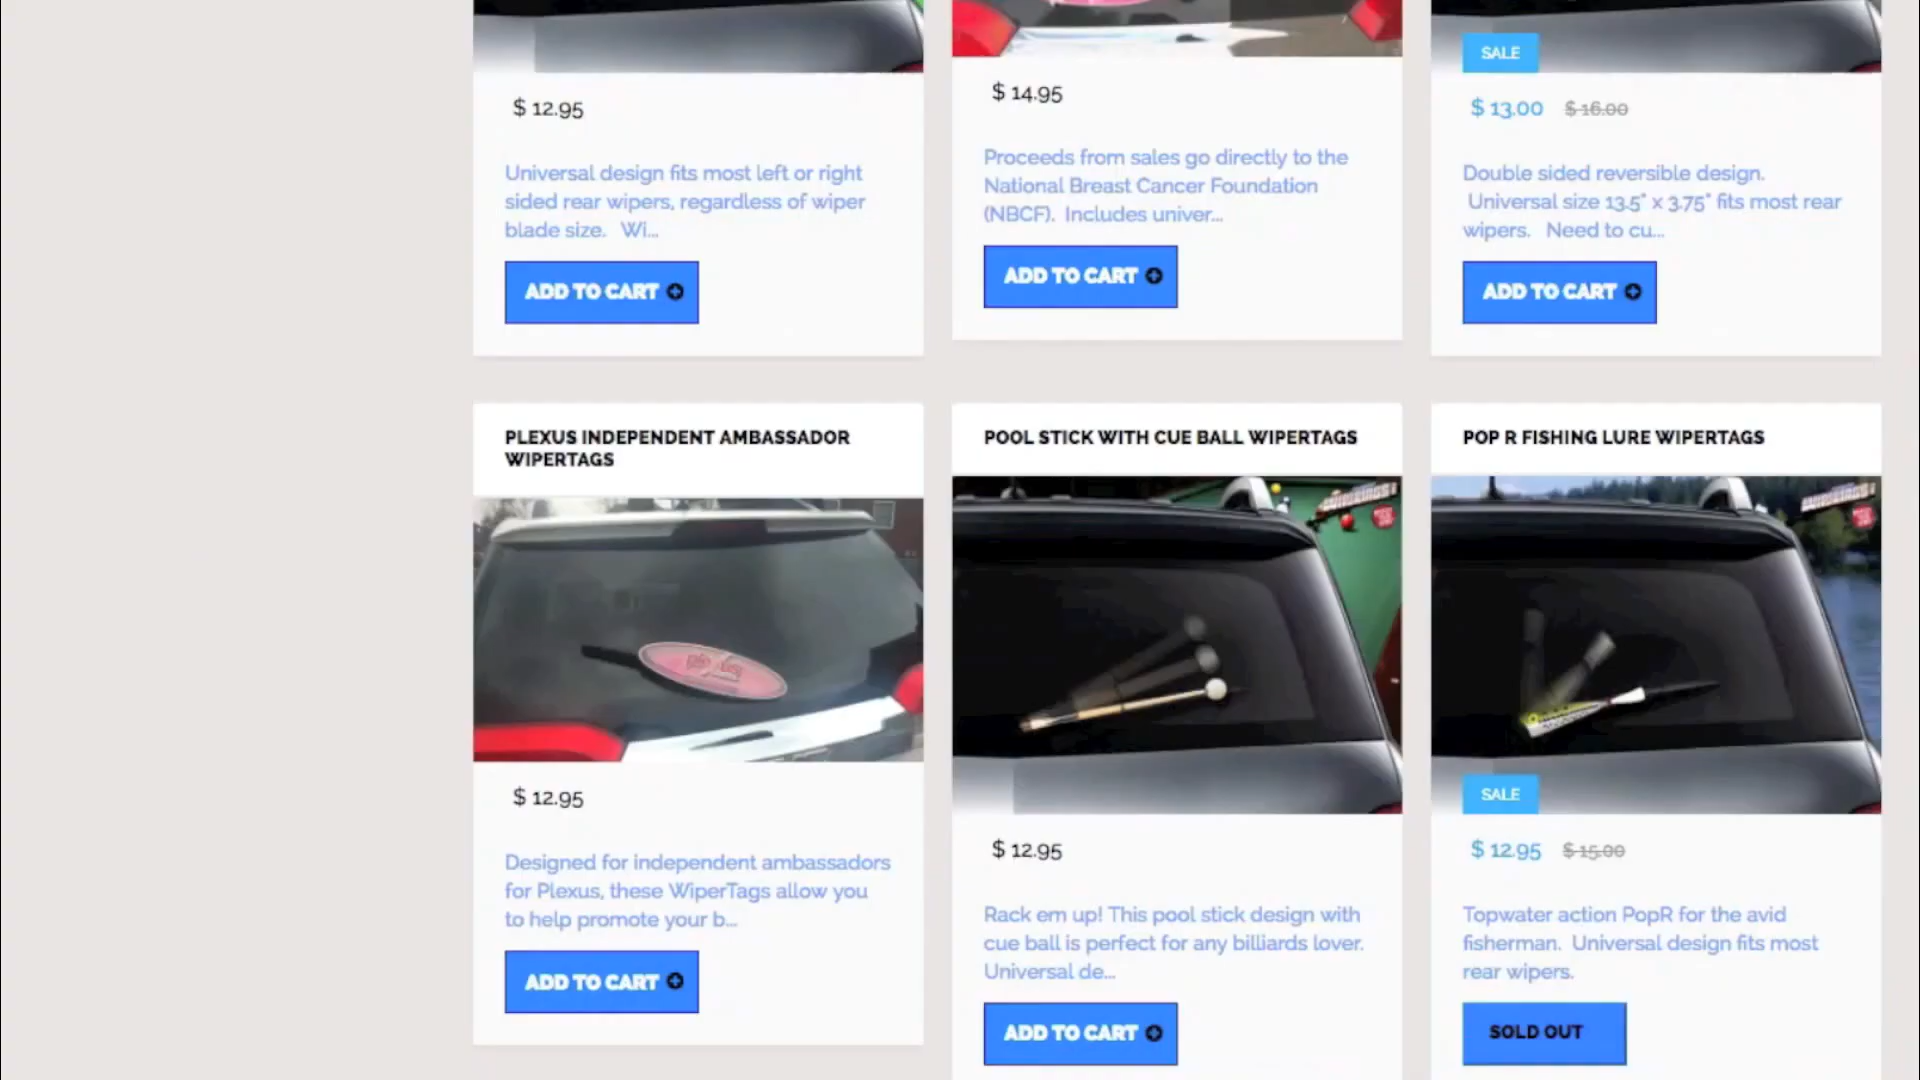 $ 12.95
Universal design fits most left or right
sided rear wipers, regardless of wiper
blade size.   Wi...
ADD TO CART
$ 14.95
Proceeds from sales go directly to the
National Breast Cancer Foundation
(NBCF).  Includes univer...
ADD TO CART
SALE
$ 13.00 $ 16.00
Double sided reversible design.
Universal size 13.5" x 3.75" fits most rear
wipers.   Need to cu...
ADD TO CART
PLEXUS INDEPENDENT AMBASSADOR
WIPERTAGS
$ 12.95
Designed for independent ambassadors
for Plexus, these WiperTags allow you
to help promote your b...
ADD TO CART
POOL STICK WITH CUE BALL WIPERTAGS
$ 12.95
Rack em up! This pool stick design with
cue ball is perfect for any billiards lover.
Universal de...
ADD TO CART
POP R FISHING LURE WIPERTAGS
SALE
$ 12.95 $ 15.00
Topwater action PopR for the avid
fisherman.  Universal design fits most
rear wipers.
SOLD OUT